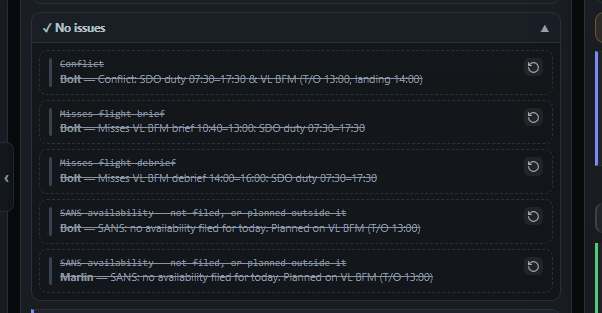 ✓ No issues
Conflict
Bolt — Conflict: SDO duty 07:30–17:30 & VL BFM (T/O 13:00, landing 14:00)
Misses flight brief
Bolt — Misses VL BFM brief 10:40–13:00: SDO duty 07:30–17:30
Misses flight debrief
Bolt — Misses VL BFM debrief 14:00–16:00: SDO duty 07:30–17:30
SANS availability - not filed, or planned outside it
Bolt — SANS: no availability filed for today. Planned on VL BFM (T/O 13:00)
SANS availability - not filed, or planned outside it
Marlin — SANS: no availability filed for today. Planned on VL BFM (T/O 13:00)